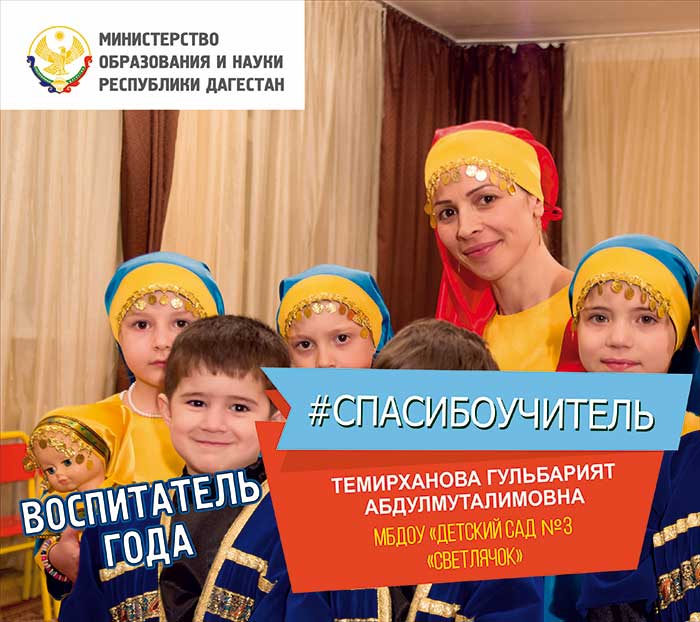 МИНИСТЕРСТВО
ОБРАЗОВАНИЯ И НАУКИ
РЕСПУБЛИКИ ДАГЕСТАН
#СПАСИБОУЧИТЕЛЬ
ТЕМИРХАНОВА ГУЛЬБАРИЯТ
АБДУЛМУТАЛИМОВНА
МБДОУ «ДЕТСКИЙ САД №3
«СВЕТЛЯЧОК»
ВОСПИТАТЕЛЬ
ГОДА